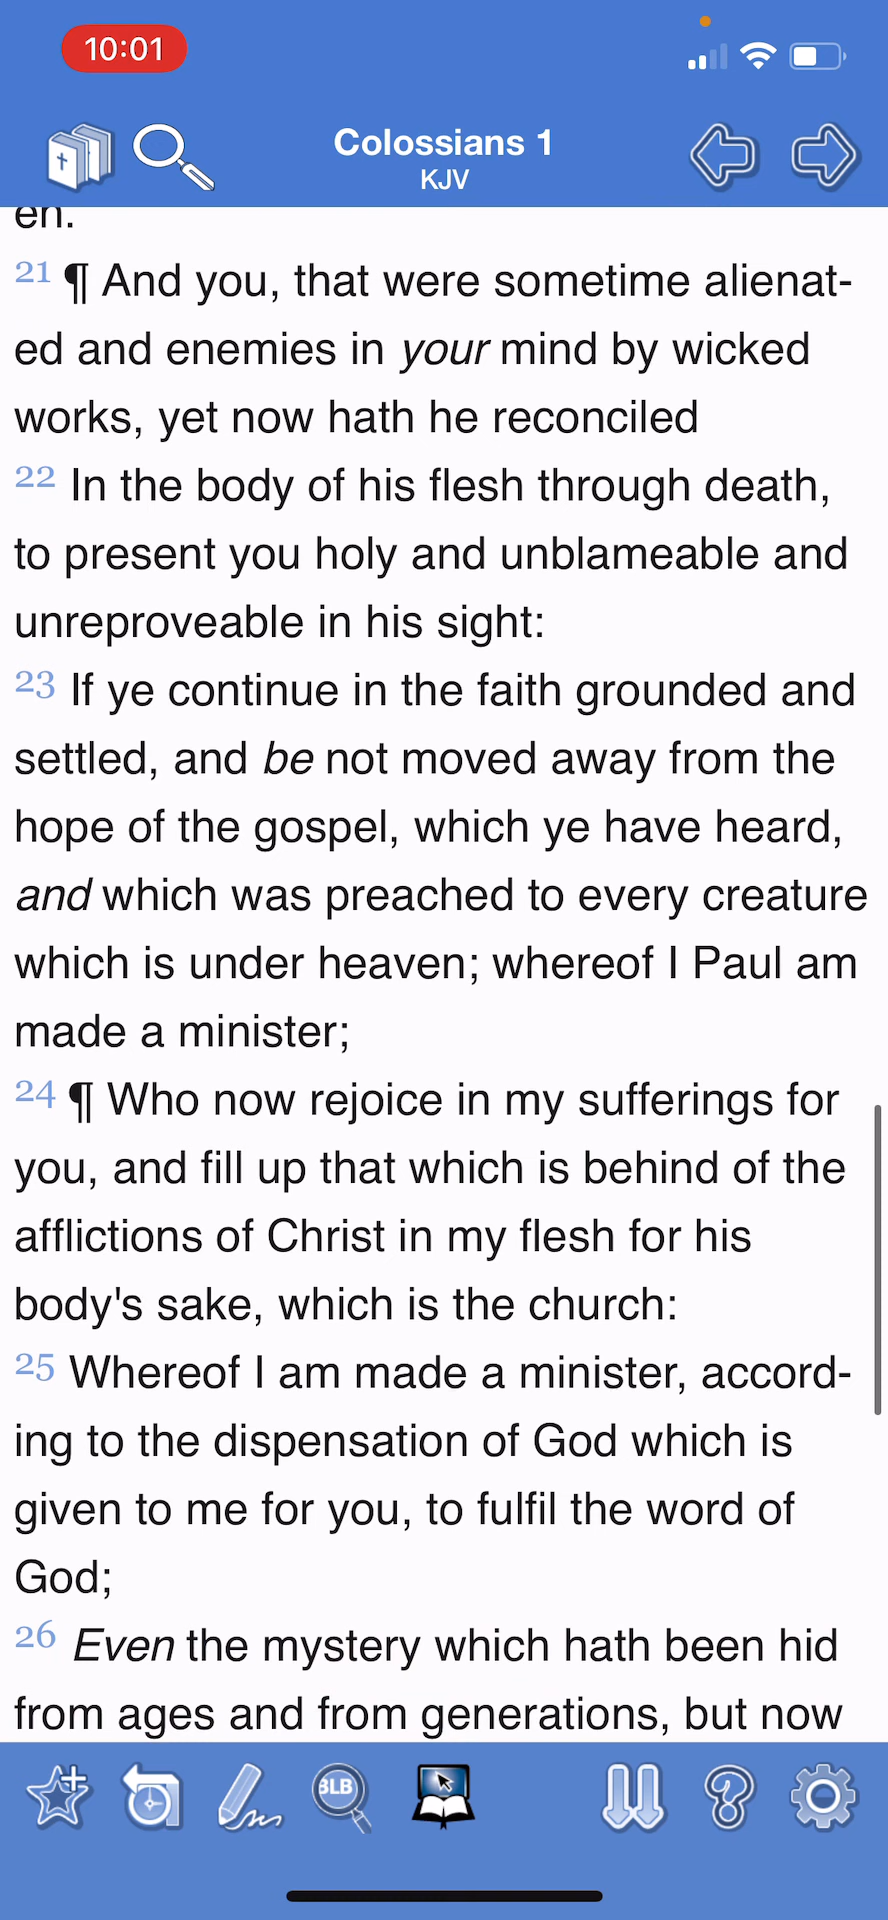 10:01
Colossians 1
KJV
en.
21 ¶ And you, that were sometime alienat-
ed and enemies in your mind by wicked
works, yet now hath he reconciled
22 In the body of his flesh through death,
to present you holy and unblameable and
unreproveable in his sight:
23 If ye continue in the faith grounded and
settled, and be not moved away from the
hope of the gospel, which ye have heard,
and which was preached to every creature
which is under heaven; whereof I Paul am
made a minister;
24 ¶ Who now rejoice in my sufferings for
you, and fill up that which is behind of the
afflictions of Christ in my flesh for his
body's sake, which is the church:
25 Whereof I am made a minister, accord-
ing to the dispensation of God which is
given to me for you, to fulfil the word of
God;
26 Even the mystery which hath been hid
from ages and from generations, but now
BLB